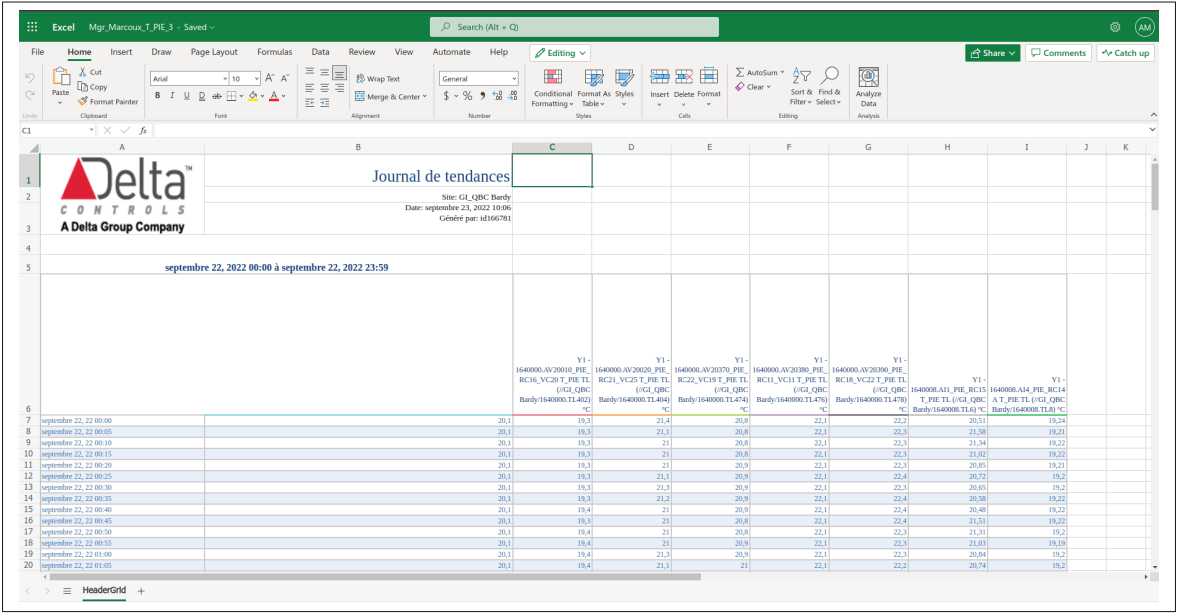 Excel Mgr_Marcoux_T_PIE_3 - Saved Search (Alt + Q) AM
File Home Insert Draw Page Layout Formulas Data Review View Automate Help Editing Share Comments Catch up
Paste Cut Copy Format Painter Arial 10 Wrap Text Merge & Center General Conditional Formatting Format As Table Styles Insert Delete Format AutoSum Clear Sort & Filter Find & Select Analyze Data
Undo Clipboard Font Alignment Number Styles Cells Editing Analysis
C1 fx
A B C D E F G H I J K
1 Delta™ Journal de tendances
2 CONTROLS Site: GI_QBC Bardy
Date: septembre 23, 2022 10:06
3 A Delta Group Company Généré par: id166781
4
5 septembre 22, 2022 00:00 à septembre 22, 2022 23:59
6
Y1 - 1640000.AV20010_PIE_RC16_VC20 T_PIE TL (//GI_QBC Bardy/1640000.TL402) °C
Y1 - 1640000.AV20020_PIE_RC21_VC25 T_PIE TL (//GI_QBC Bardy/1640000.TL404) °C
Y1 - 1640000.AV20370_PIE_RC22_VC19 T_PIE TL (//GI_QBC Bardy/1640000.TL474) °C
Y1 - 1640000.AV20380_PIE_RC11_VC11 T_PIE TL (//GI_QBC Bardy/1640000.TL476) °C
Y1 - 1640000.AV20390_PIE_RC18_VC22 T_PIE TL (//GI_QBC Bardy/1640000.TL478) °C
Y1 - 1640008.AI1_PIE_RC15 T_PIE TL (//GI_QBC Bardy/1640008.TL6) °C
Y1 - 1640008.AI4_PIE_RC14 A T_PIE TL (//GI_QBC Bardy/1640008.TL8) °C
7 septembre 22, 22 00:00 20,1 19,3 21,4 20,8 22,1 22,2 20,51 19,24
8 septembre 22, 22 00:05 20,1 19,3 21,1 20,8 22,1 22,3 21,58 19,21
9 septembre 22, 22 00:10 20,1 19,3 21 20,8 22,1 22,3 21,34 19,22
10 septembre 22, 22 00:15 20,1 19,3 21 20,8 22,1 22,3 21,02 19,22
11 septembre 22, 22 00:20 20,1 19,3 21 20,9 22,1 22,3 20,85 19,21
12 septembre 22, 22 00:25 20,1 19,3 21,1 20,9 22,1 22,4 20,72 19,2
13 septembre 22, 22 00:30 20,1 19,3 21,3 20,9 22,1 22,3 20,65 19,2
14 septembre 22, 22 00:35 20,1 19,3 21,2 20,9 22,1 22,4 20,58 19,22
15 septembre 22, 22 00:40 20,1 19,4 21 20,9 22,1 22,4 20,48 19,22
16 septembre 22, 22 00:45 20,1 19,3 21 20,8 22,1 22,4 21,51 19,22
17 septembre 22, 22 00:50 20,1 19,4 21 20,8 22,1 22,3 21,31 19,2
18 septembre 22, 22 00:55 20,1 19,4 21 20,9 22,1 22,3 21,03 19,19
19 septembre 22, 22 01:00 20,1 19,4 21,3 20,9 22,1 22,3 20,84 19,2
20 septembre 22, 22 01:05 20,1 19,4 21,1 21 22,1 22,2 20,74 19,2
HeaderGrid +